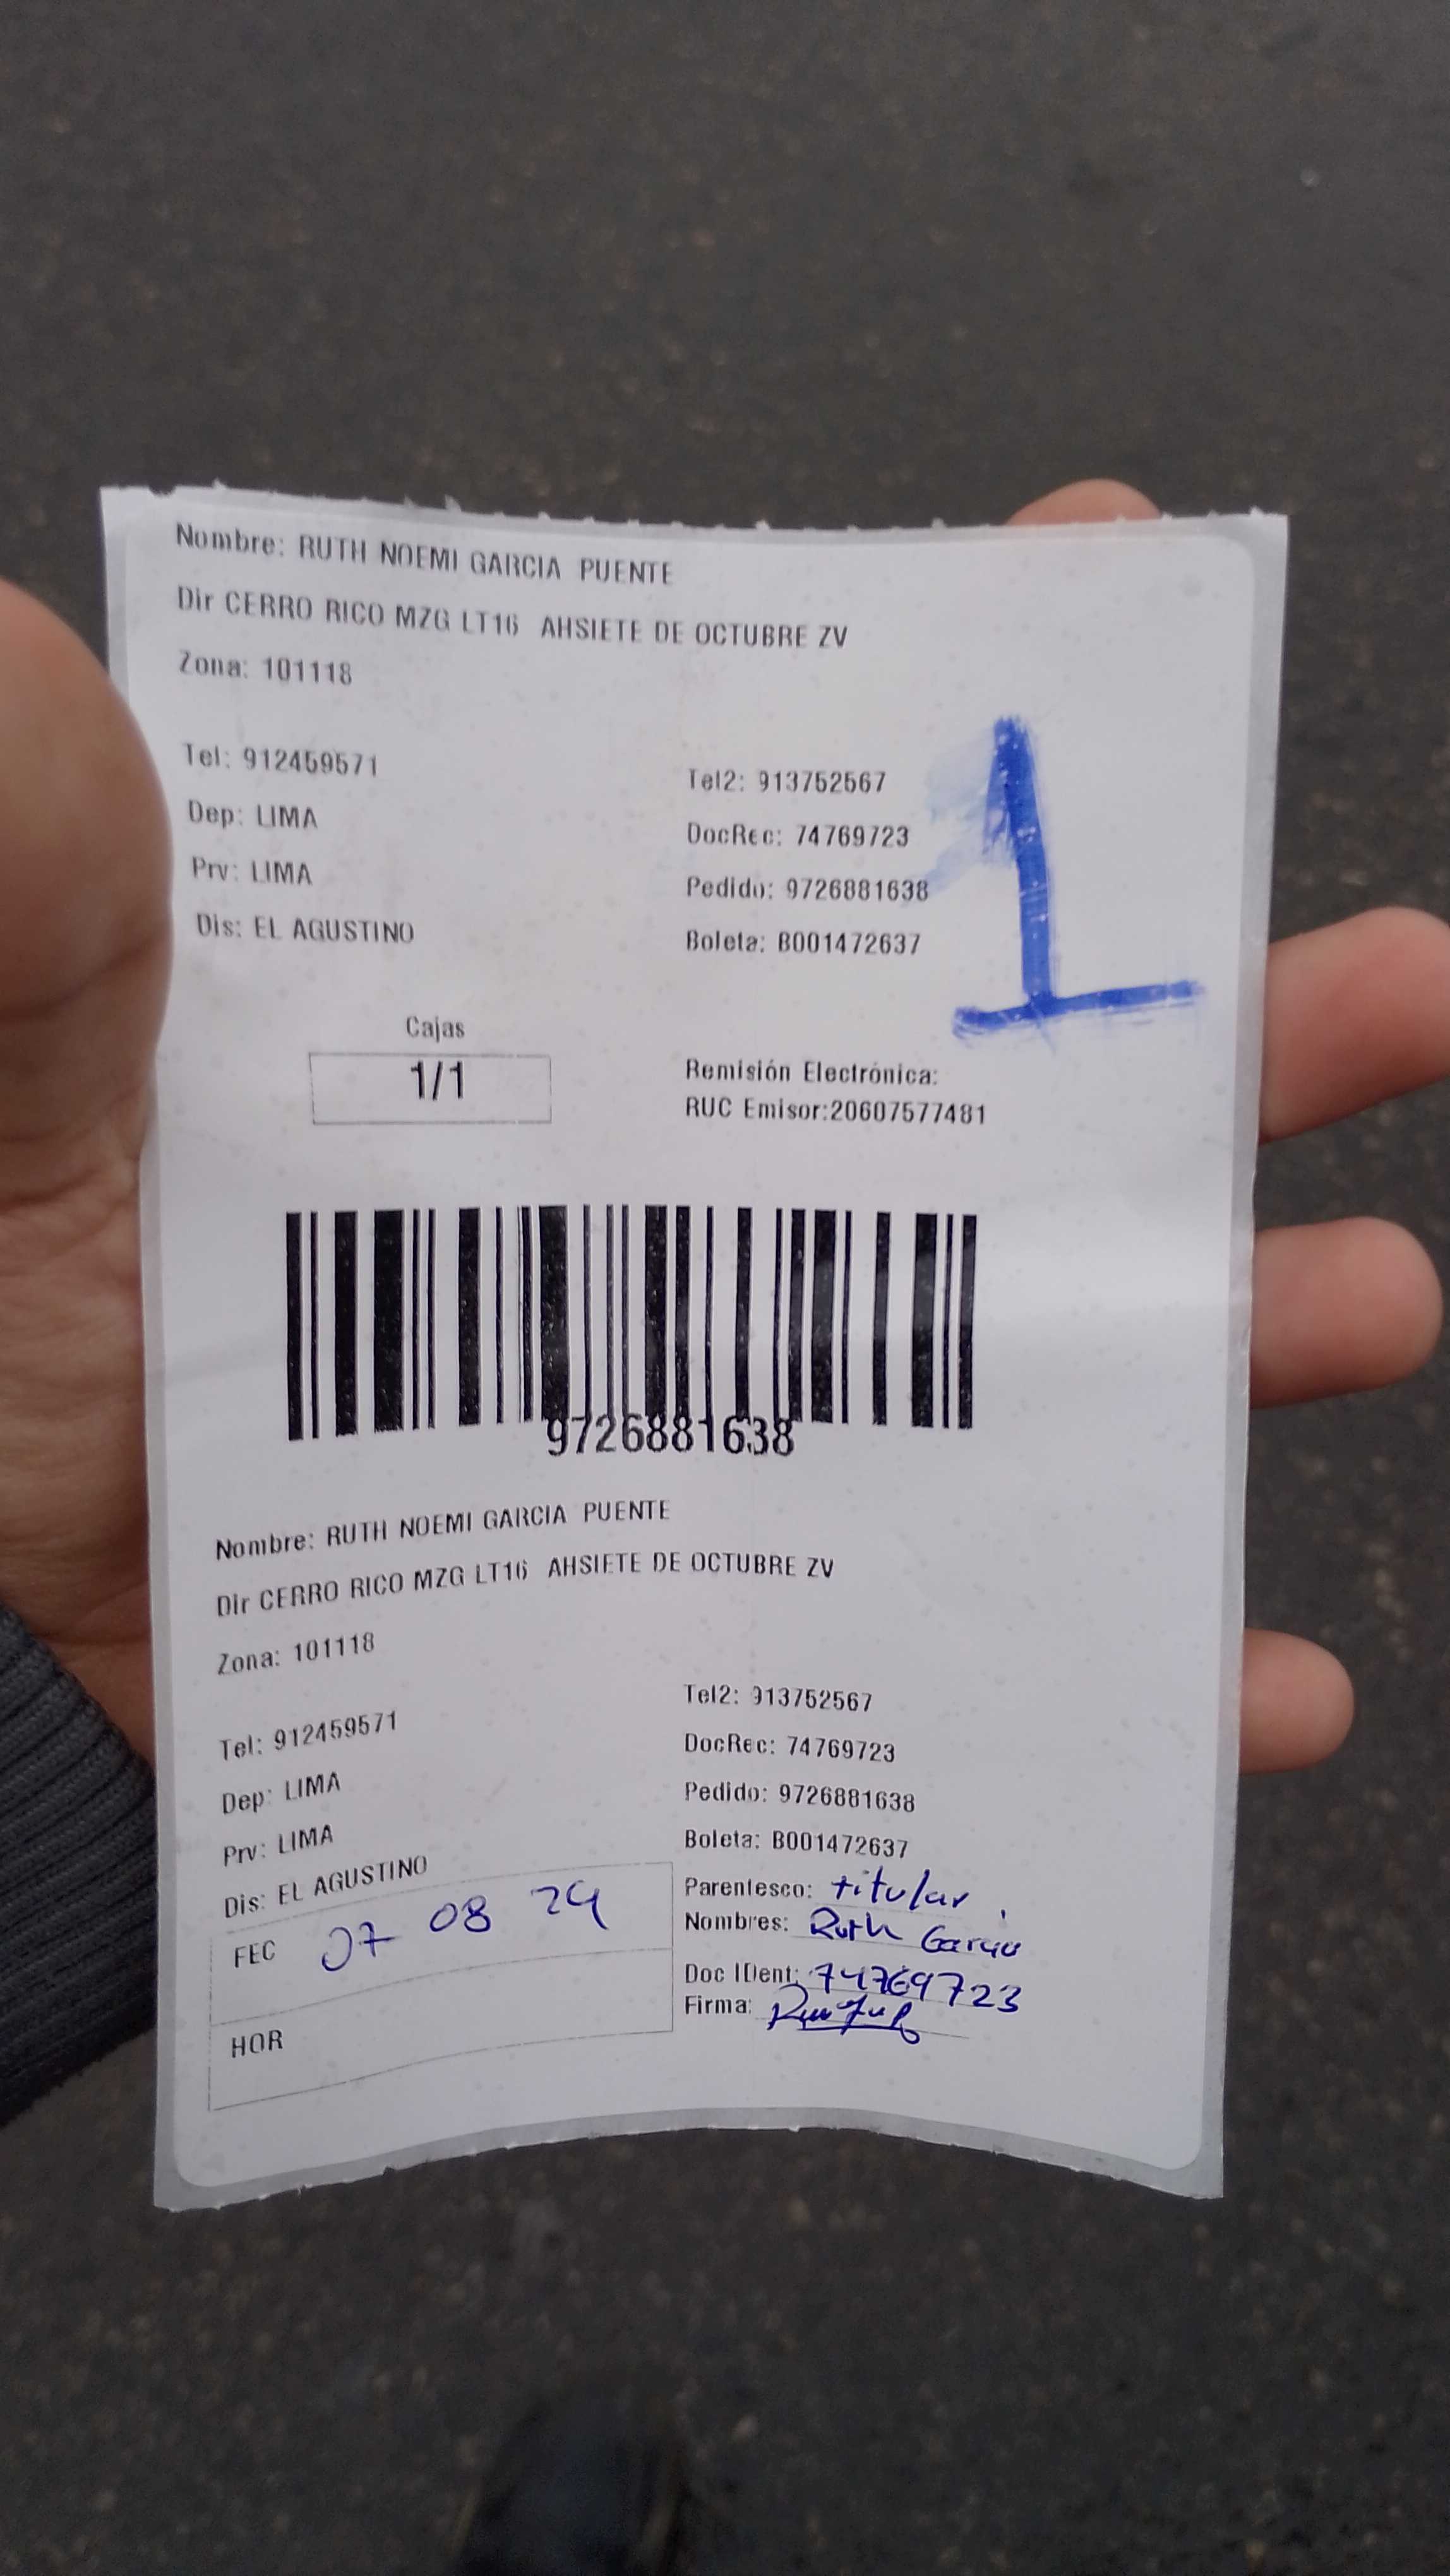 Nombre: RUTH NOEMI GARCIA PUENTE
Dir CERRO RICO MZG LT16 AHSIETE DE OCTUBRE ZV
Zona: 101118
Tel: 912459571
Tel2: 913752567
Dep: LIMA
DocRec: 74769723
Prv: LIMA
Pedido: 9726881638
Dis: EL AGUSTINO
Boleta: B001472637
1
Cajas
1/1
Remisión Electrónica:
RUC Emisor:20607577481
9726881638
Nombre: RUTH NOEMI GARCIA PUENTE
Dir CERRO RICO MZG LT16 AHSIETE DE OCTUBRE ZV
Zona: 101118
Tel: 912459571
Tel2: 913752567
Dep: LIMA
DocRec: 74769723
Prv: LIMA
Pedido: 9726881638
Dis: EL AGUSTINO
Boleta: B001472637
FEC 07 08 24
HOR
Parentesco: titular
Nombres: Ruth Garcia
Doc IDent: 74769723
Firma: